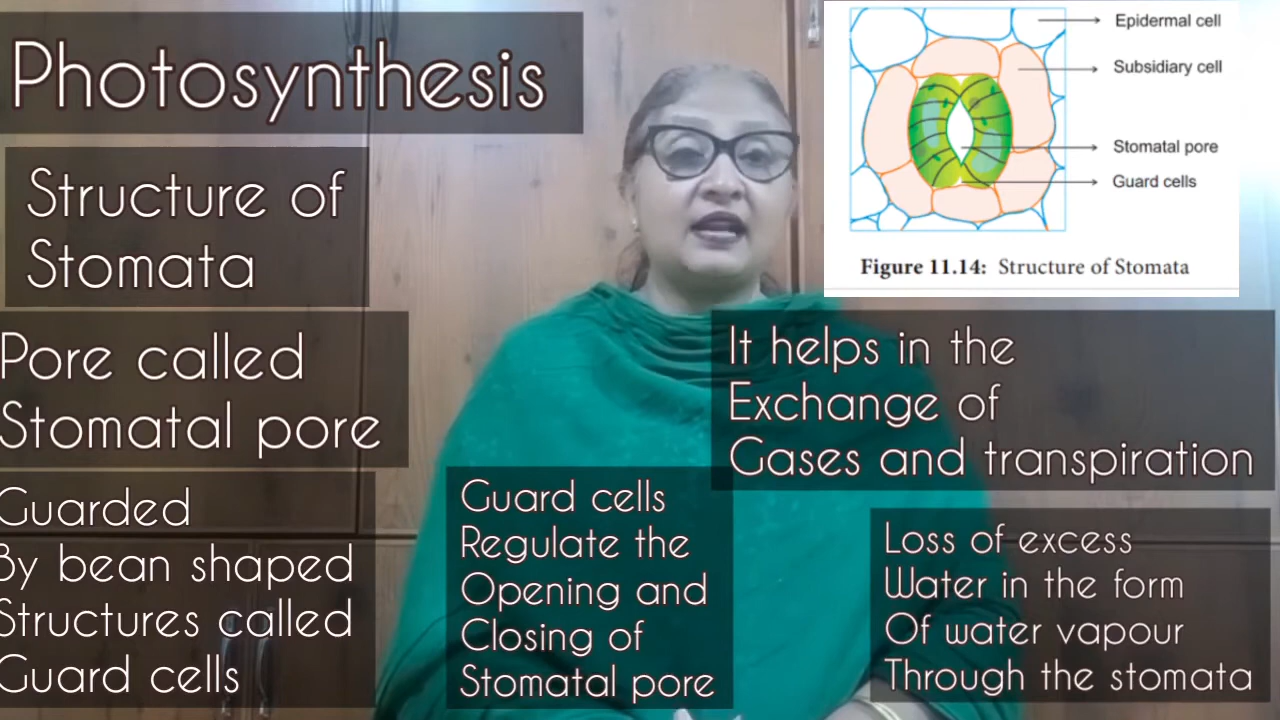 Photosynthesis
Structure of
Stomata
Pore called
Stomatal pore
Guarded
By bean shaped
Structures called
Guard cells
Guard cells
Regulate the
Opening and
Closing of
Stomatal pore
Epidermal cell
Subsidiary cell
Stomatal pore
Guard cells
Figure 11.14: Structure of Stomata
It helps in the
Exchange of
Gases and transpiration
Loss of excess
Water in the form
Of water vapour
Through the stomata